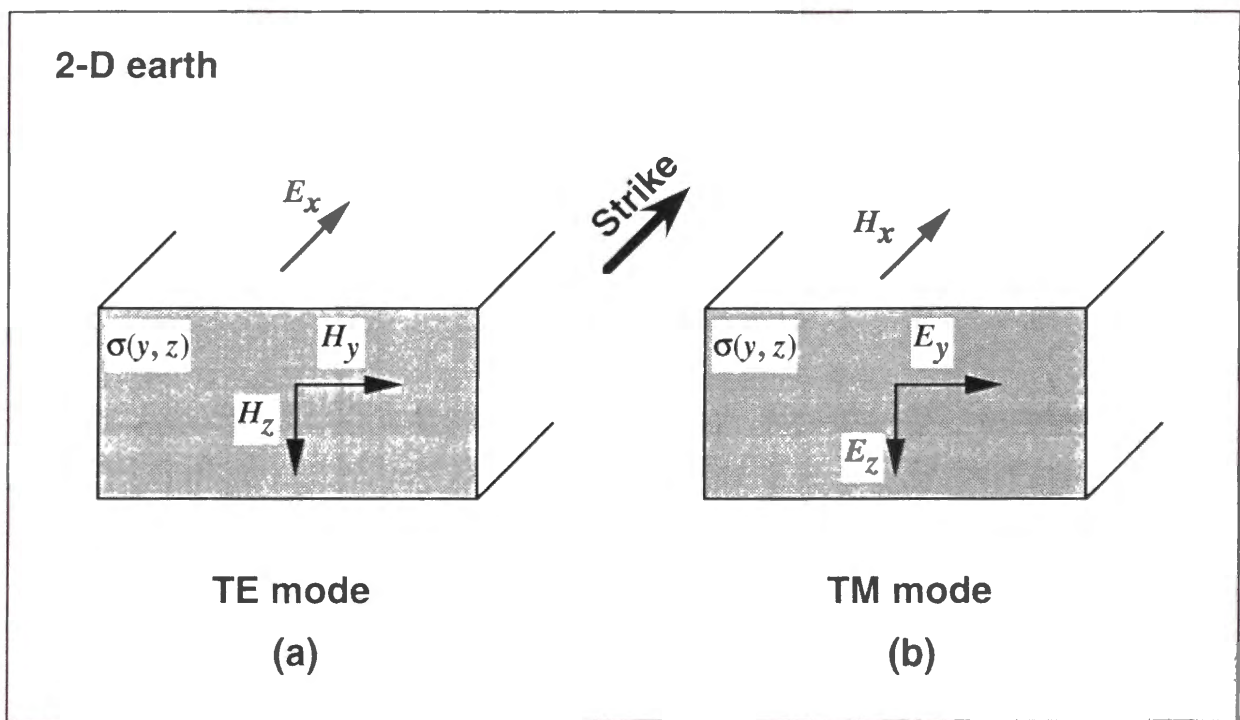 2-D earth
Strike
E_x
σ(y, z)
H_y
H_z
TE mode
(a)
H_x
σ(y, z)
E_y
E_z
TM mode
(b)